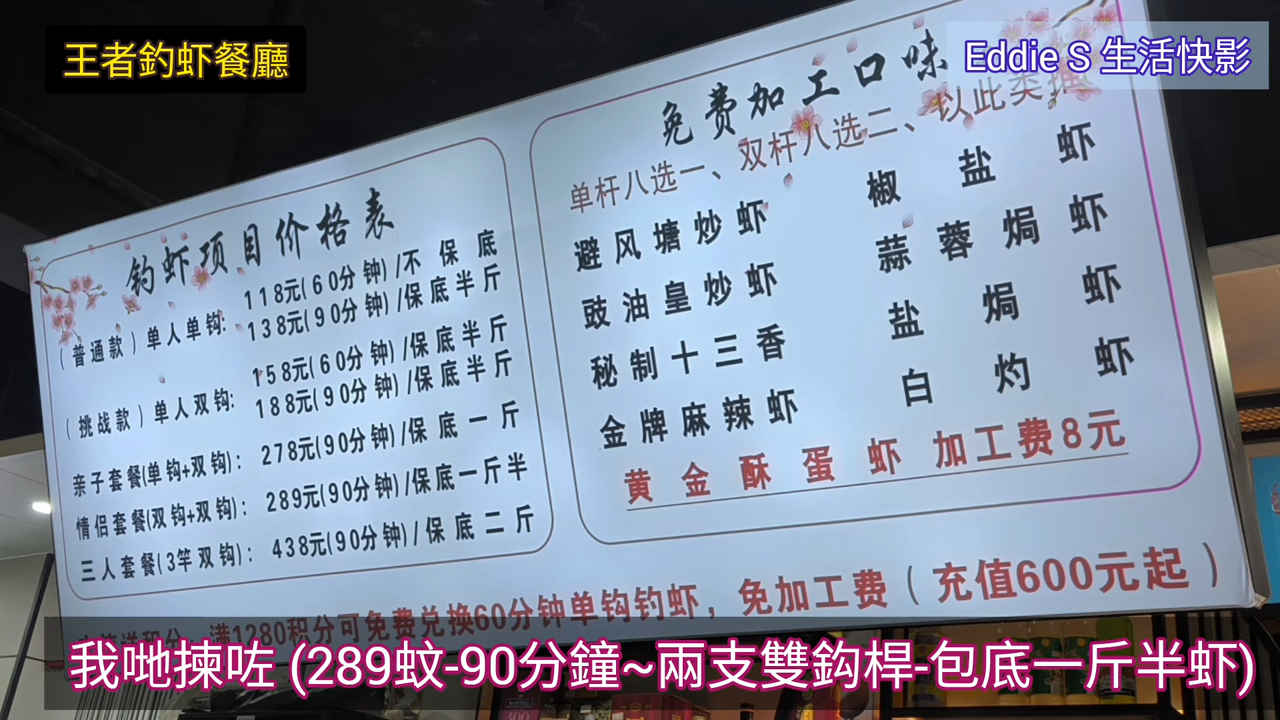 王者釣虾餐廳
Eddie S 生活快影
钓虾项目价格表
(普通款)单人单钩: 118元(60分钟)/不保底
138元(90分钟)/保底半斤
(挑战款)单人双钩: 158元(60分钟)/保底半斤
188元(90分钟)/保底半斤
亲子套餐(单钩+双钩): 278元(90分钟)/保底一斤
情侣套餐(双钩+双钩): 289元(90分钟)/保底一斤半
三人套餐(3竿双钩): 438元(90分钟)/保底二斤
免费加工口味
单杆八选一、双杆八选二、以此类推
避风塘炒虾 椒盐虾
豉油皇炒虾 蒜蓉焗虾
秘制十三香 盐焗虾
金牌麻辣虾 白灼虾
黄金酥蛋虾 加工费8元
满1280积分可免费兑换60分钟单钩钓虾，免加工费(充值600元起)
我哋揀咗 (289蚊-90分鐘~兩支雙鈎桿-包底一斤半虾)